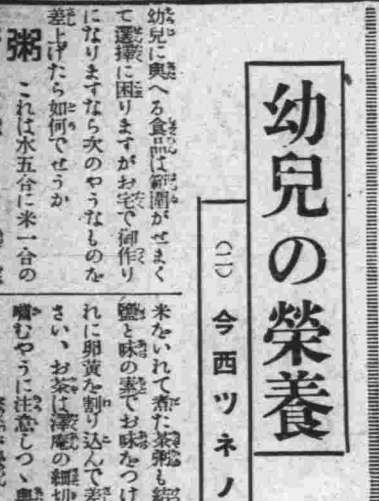 幼兒の榮養
（二）　今西ツネノ
幼兒に與へる食品は範圍がせまく
て選擇に困りますがお宅で御作り
になりますなら次のやうなものを
差上げたら如何でせうか
粥　これは水五合に米一合の
米をいれて煮た茶粥も結
鹽と味の素でお味をつけ
れに卵黃を割り込んで差
さい、お茶は澤庵の細切
嚙むやうに注意しつゝ與